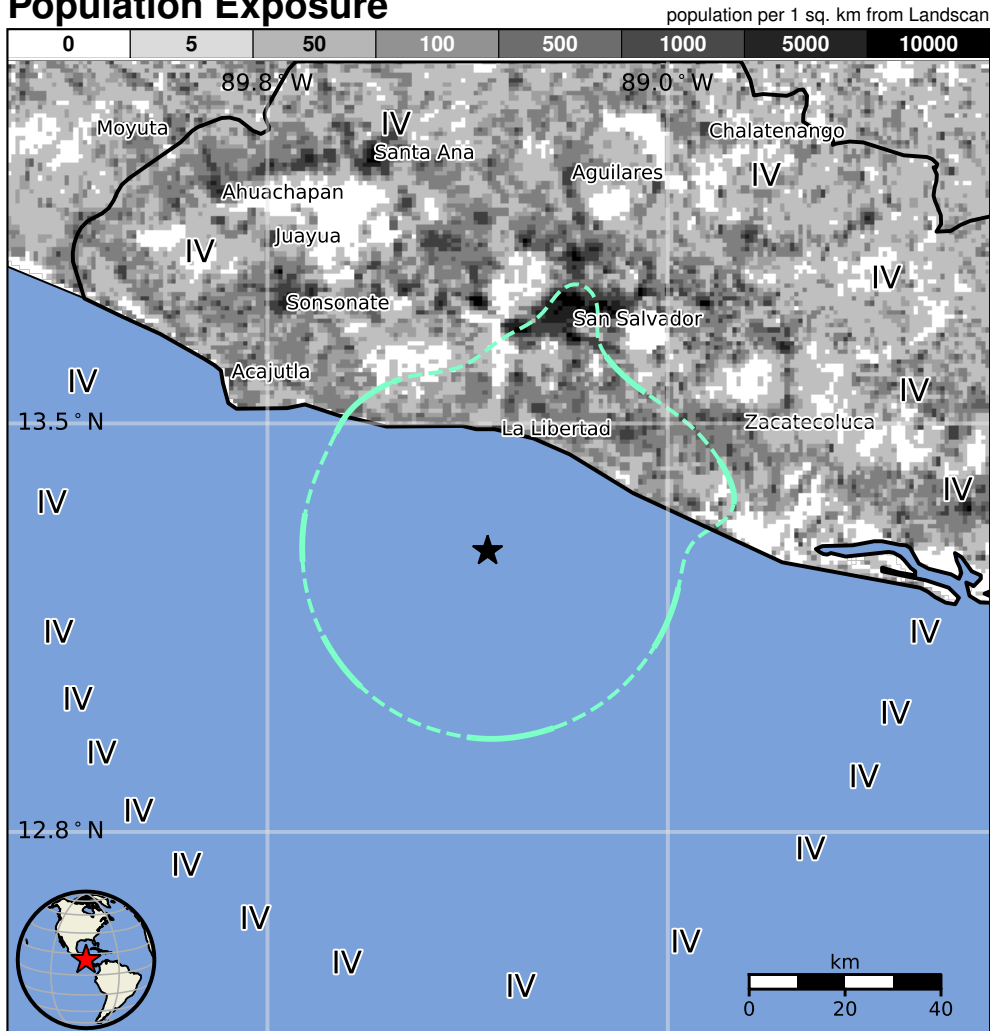 Population Exposure
population per 1 sq. km from Landscan
0 5 50 100 500 1000 5000 10000
89.8°W 89.0°W
Moyuta IV Chalatenango
Santa Ana
Aguilares IV
Ahuachapan
Juayua
IV
IV
Sonsonate
San Salvador
Acajutla
IV IV
13.5°N La Libertad Zacatecoluca
IV IV
IV IV
IV IV
IV
IV
IV
12.8°N
IV
IV
IV
IV
IV
IV
km
0 20 40